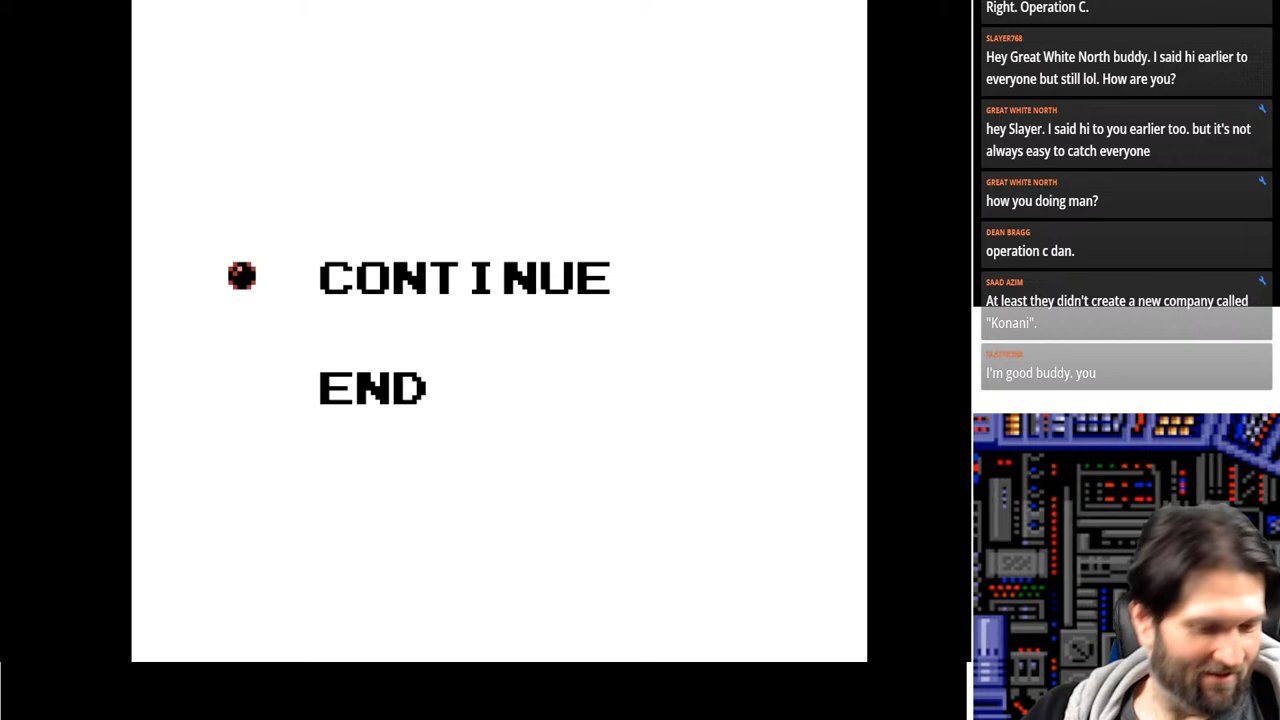 CONTINUE
END
Right. Operation C.
SLAYER768
Hey Great White North buddy. I said hi earlier to
everyone but still lol. How are you?
GREAT WHITE NORTH
hey Slayer. I said hi to you earlier too. but it's not
always easy to catch everyone
GREAT WHITE NORTH
how you doing man?
DEAN BRAGG
operation c dan.
SAAD AZIM
At least they didn't create a new company called
"Konani".
I'm good buddy. you